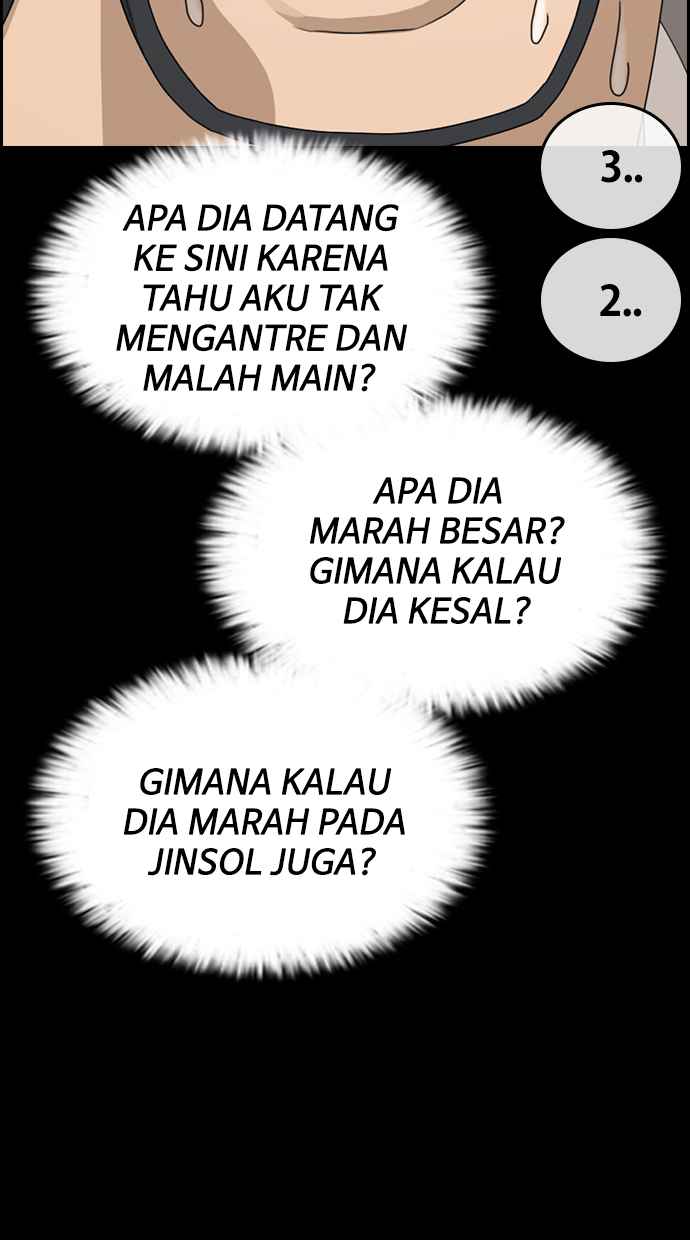 3..
2..
APA DIA DATANG
KE SINI KARENA
TAHU AKU TAK
MENGANTRE DAN
MALAH MAIN?
APA DIA
MARAH BESAR?
GIMANA KALAU
DIA KESAL?
GIMANA KALAU
DIA MARAH PADA
JINSOL JUGA?